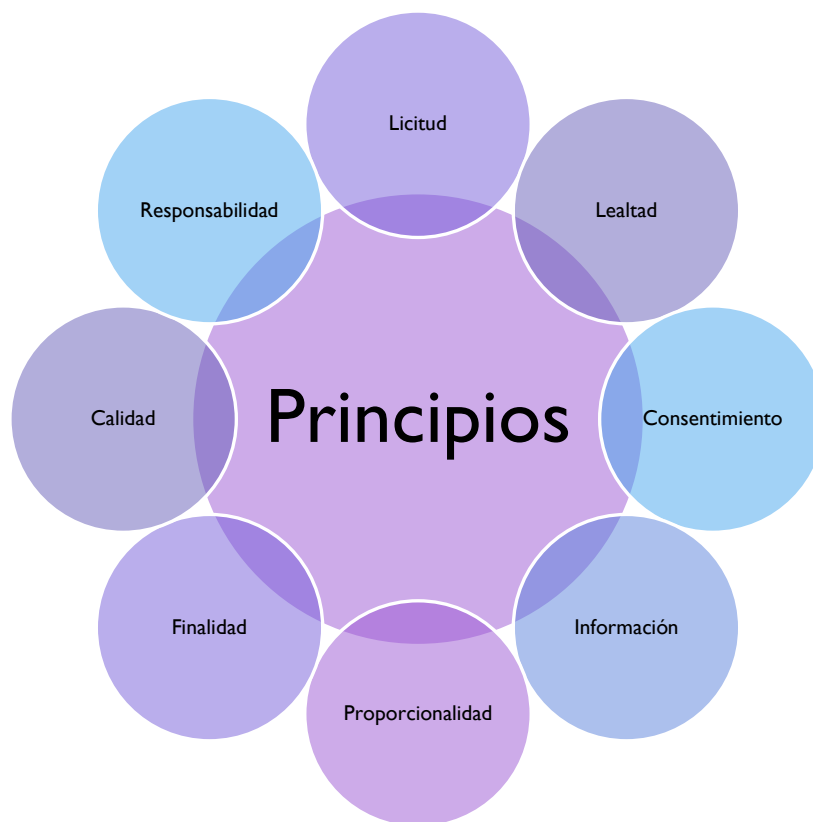 Licitud
Lealtad
Consentimiento
Información
Proporcionalidad
Finalidad
Calidad
Responsabilidad
Principios